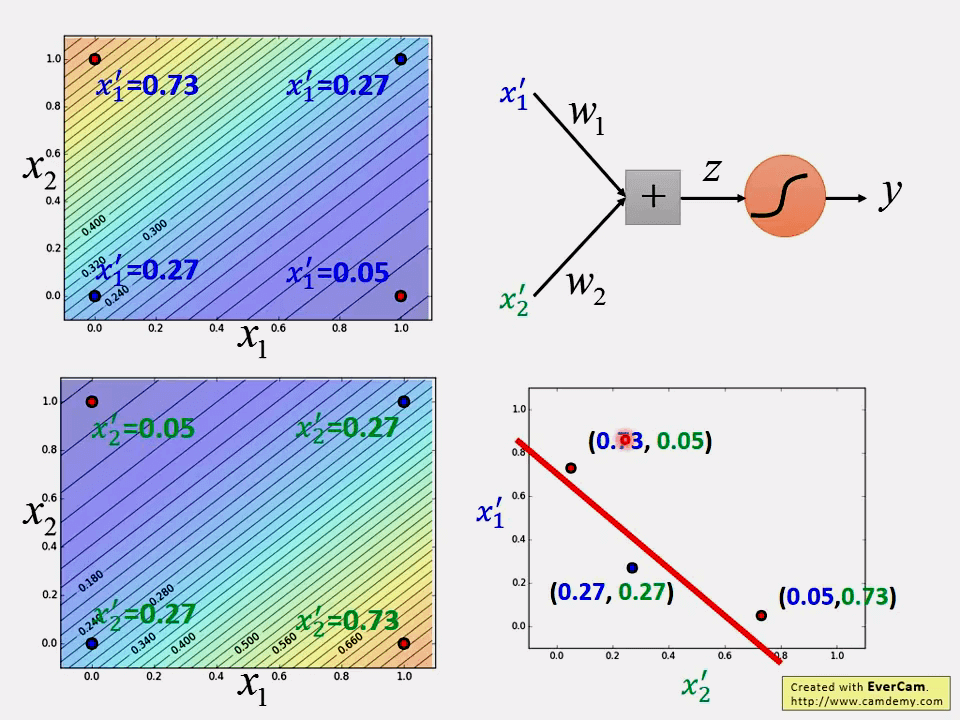 1.0
0.8
0.6
0.4
0.2
0.0
0.0 0.2 0.4 0.6 0.8 1.0
x₂
x₁
x₁′=0.73
x₁′=0.27
x₁′=0.27
x₁′=0.05
0.400
0.300
0.320
0.240
x₁′
w₁
+
z
y
x₂′
w₂
1.0
0.8
0.6
0.4
0.2
0.0
0.0 0.2 0.4 0.6 0.8 1.0
x₂
x₁
x₂′=0.05
x₂′=0.27
x₂′=0.27
x₂′=0.73
0.180
0.280
0.340
0.400
0.500
0.560
0.660
1.0
0.8
0.6
0.4
0.2
0.0
0.0 0.2 0.4 0.6 0.8 1.0
x₁′
x₂′
(0.73, 0.05)
(0.27, 0.27)
(0.05,0.73)
Created with EverCam.
http://www.camdemy.com